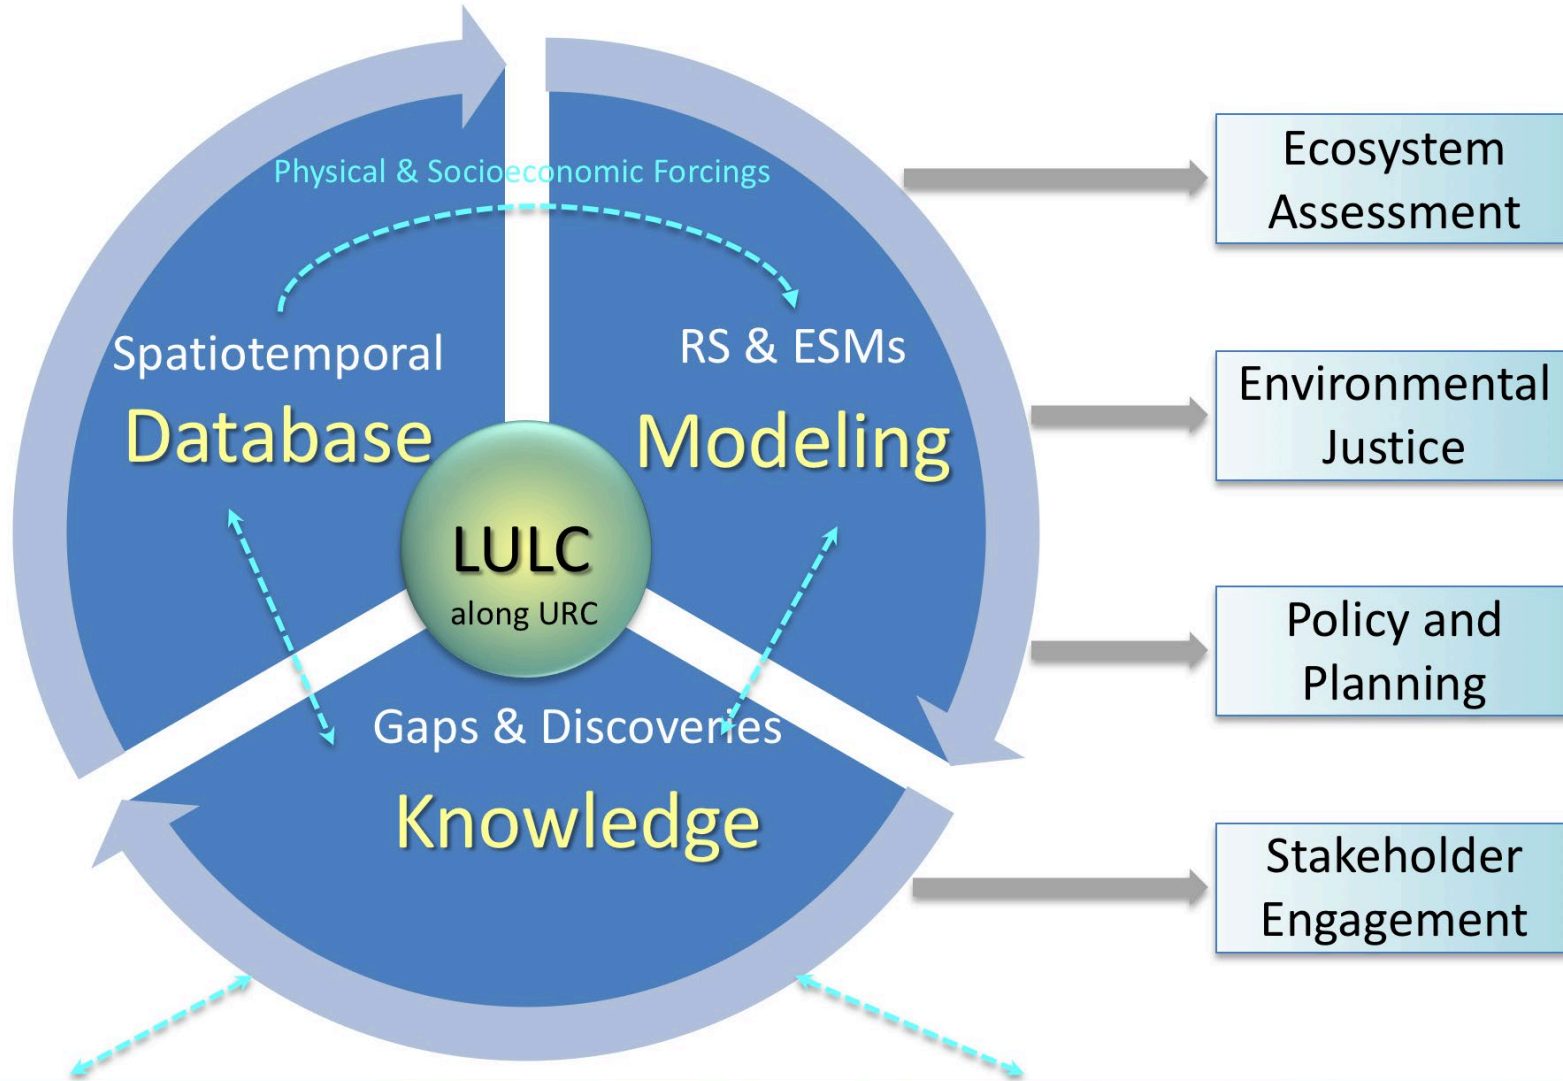 Physical & Socioeconomic Forcings
Spatiotemporal
Database
RS & ESMs
Modeling
LULC
along URC
Gaps & Discoveries
Knowledge
Ecosystem
Assessment
Environmental
Justice
Policy and
Planning
Stakeholder
Engagement